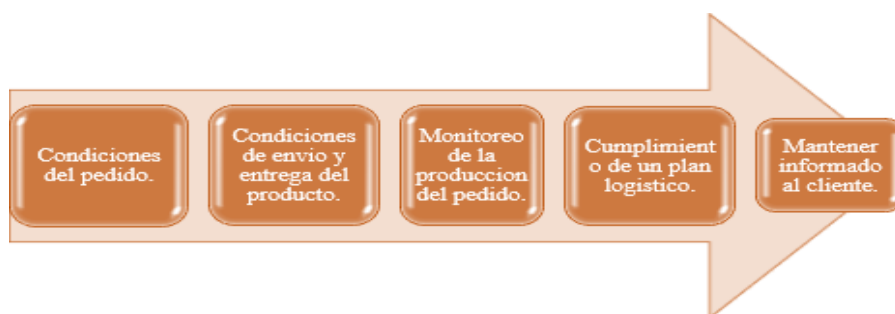 Condiciones
del pedido.
Condiciones
de envio y
entrega del
producto.
Monitoreo
de la
produccion
del pedido.
Cumplimient
o de un plan
logistico.
Mantener
informado
al cliente.